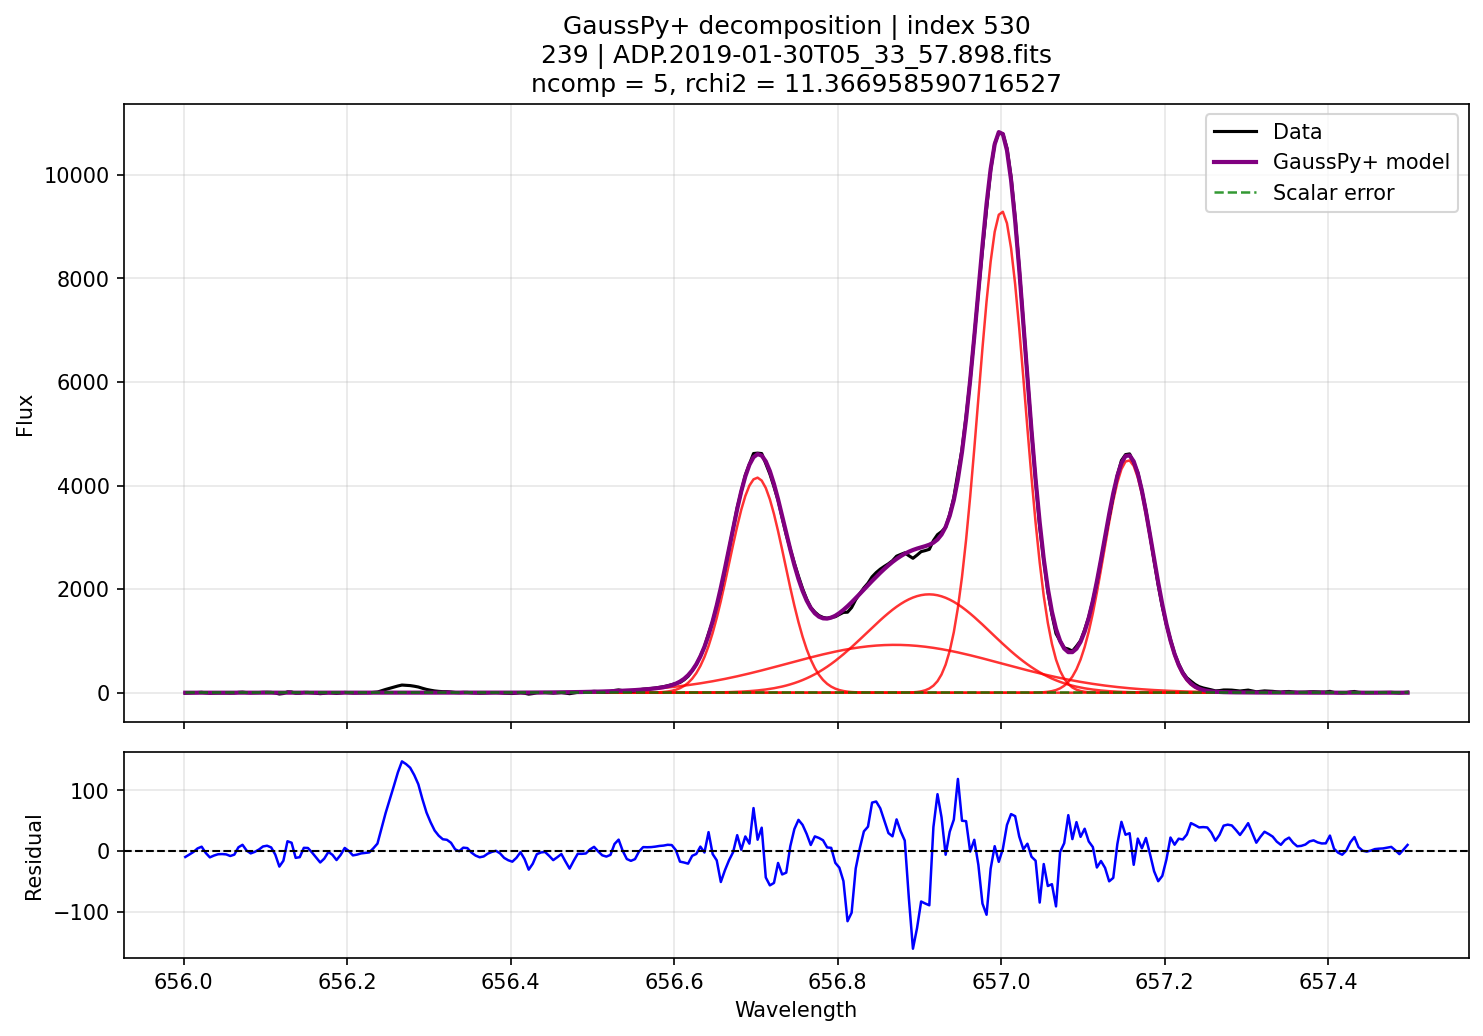 GaussPy+ decomposition | index 530
239 | ADP.2019-01-30T05_33_57.898.fits
ncomp = 5, rchi2 = 11.366958590716527
Data
GaussPy+ model
Scalar error
Flux
10000
8000
6000
4000
2000
0
Residual
100
0
−100
656.0 656.2 656.4 656.6 656.8 657.0 657.2 657.4
Wavelength